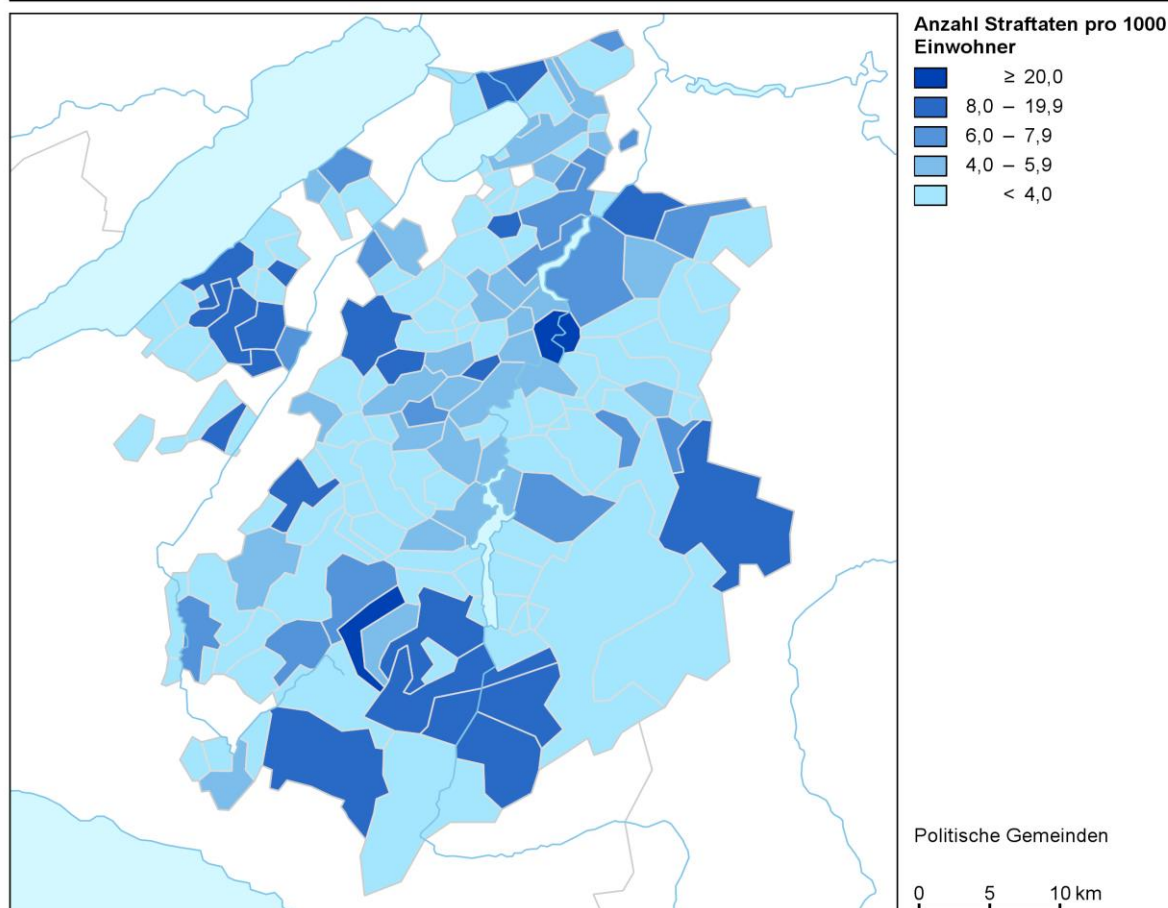 Anzahl Straftaten pro 1000
Einwohner
≥ 20,0
8,0 – 19,9
6,0 – 7,9
4,0 – 5,9
< 4,0
Politische Gemeinden
0 5 10 km